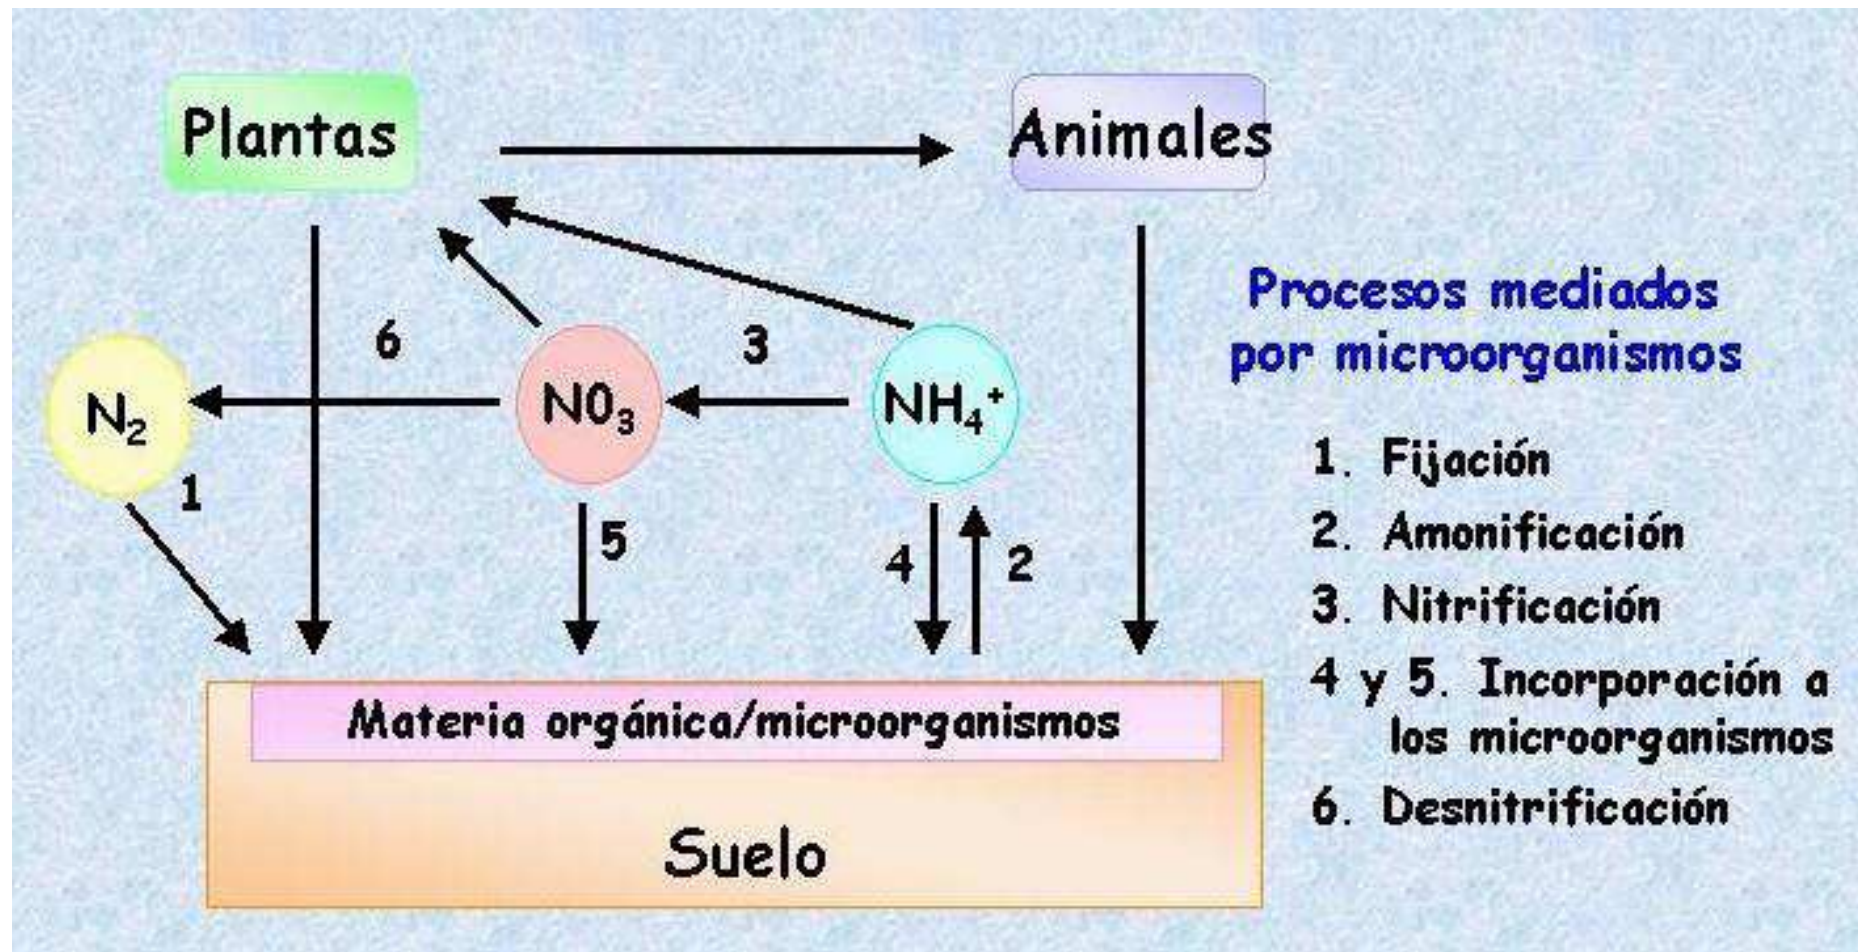 Plantas
Animales
Procesos mediados
por microorganismos
6
3
N₂
NO₃
NH₄⁺
1
5
4
2
1. Fijación
2. Amonificación
3. Nitrificación
4 y 5. Incorporación a
los microorganismos
6. Desnitrificación
Materia orgánica/microorganismos
Suelo